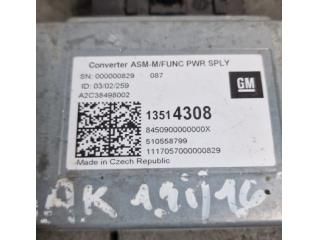 Converter ASM-M/FUNC PWR SPLY
SN: 000000829 087
ID: 03/02/259
A2C38498002
GM
13514308
8450900000000X
510558799
1117057000000829
Made in Czech Republic